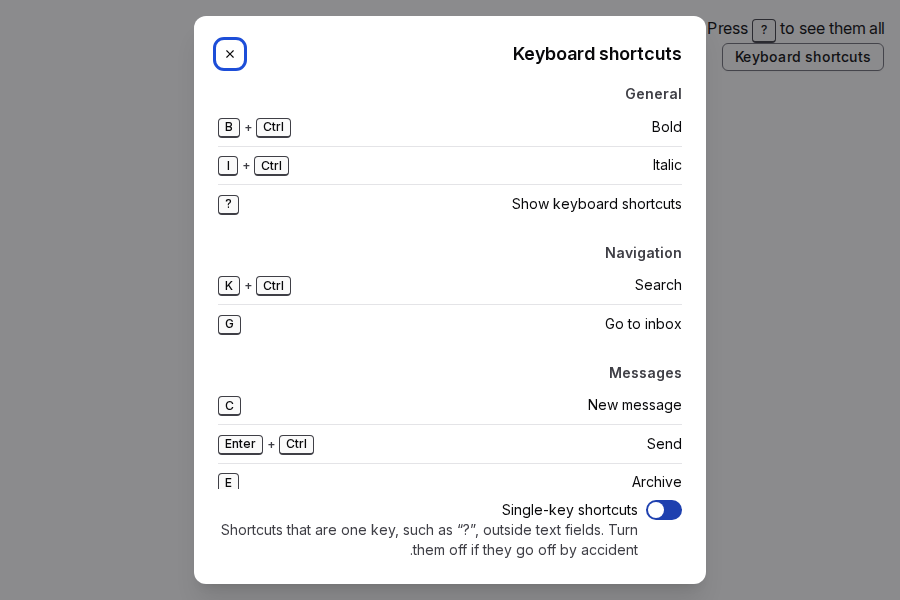 Press ? to see them all
Keyboard shortcuts
Keyboard shortcuts ×
General
Bold B + Ctrl
Italic I + Ctrl
Show keyboard shortcuts ?
Navigation
Search K + Ctrl
Go to inbox G
Messages
New message C
Send Enter + Ctrl
Archive E
Single-key shortcuts
Shortcuts that are one key, such as “?”, outside text fields. Turn
.them off if they go off by accident